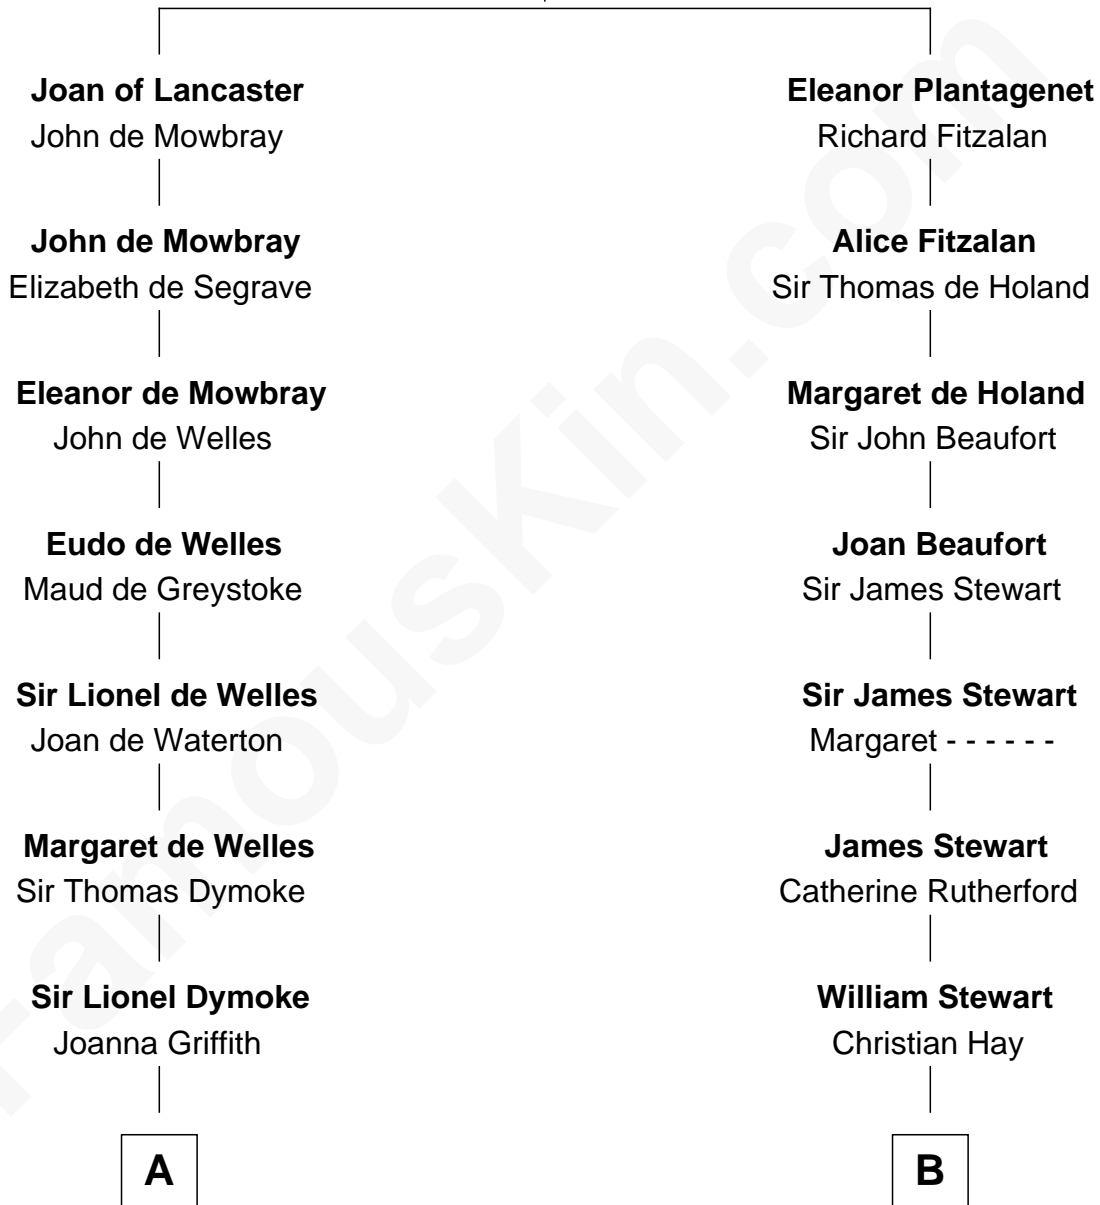 Joan of Lancaster
John de Mowbray
John de Mowbray
Elizabeth de Segrave
Eleanor de Mowbray
John de Welles
Eudo de Welles
Maud de Greystoke
Sir Lionel de Welles
Joan de Waterton
Margaret de Welles
Sir Thomas Dymoke
Sir Lionel Dymoke
Joanna Griffith
A
Eleanor Plantagenet
Richard Fitzalan
Alice Fitzalan
Sir Thomas de Holand
Margaret de Holand
Sir John Beaufort
Joan Beaufort
Sir James Stewart
Sir James Stewart
Margaret - - - - - -
James Stewart
Catherine Rutherford
William Stewart
Christian Hay
B
FamousKin.com